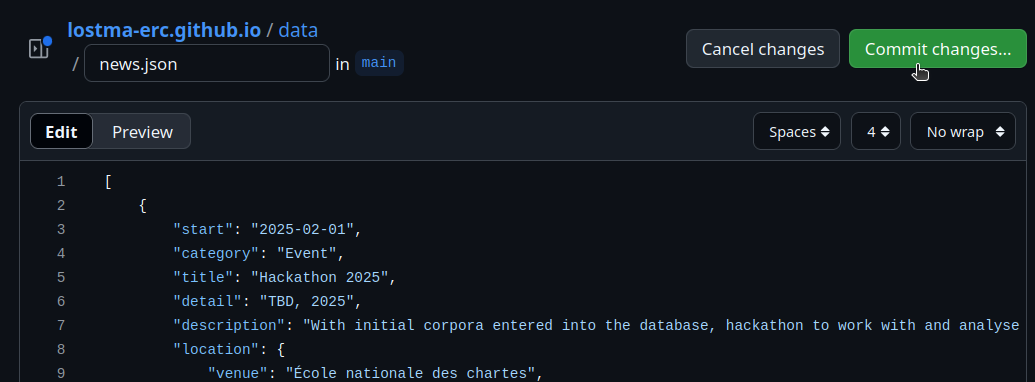 lostma-erc.github.io / data
/ news.json in main
Cancel changes Commit changes...
Edit Preview Spaces 4 No wrap
1 [
2 {
3 "start": "2025-02-01",
4 "category": "Event",
5 "title": "Hackathon 2025",
6 "detail": "TBD, 2025",
7 "description": "With initial corpora entered into the database, hackathon to work with and analyse
8 "location": {
9 "venue": "École nationale des chartes",